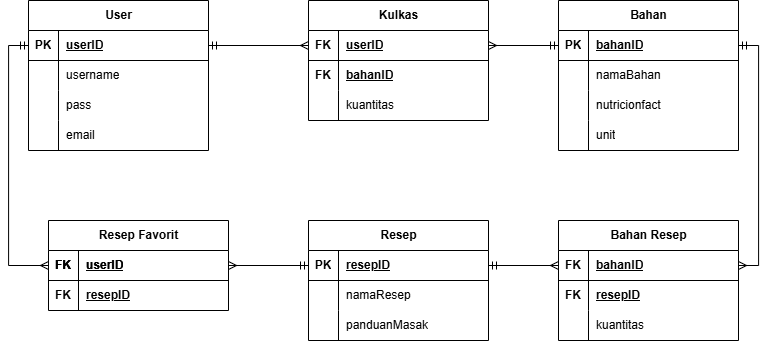 User
PK userID
username
pass
email
Kulkas
FK userID
FK bahanID
kuantitas
Bahan
PK bahanID
namaBahan
nutricionfact
unit
Resep Favorit
FK userID
FK resepID
Resep
PK resepID
namaResep
panduanMasak
Bahan Resep
FK bahanID
FK resepID
kuantitas